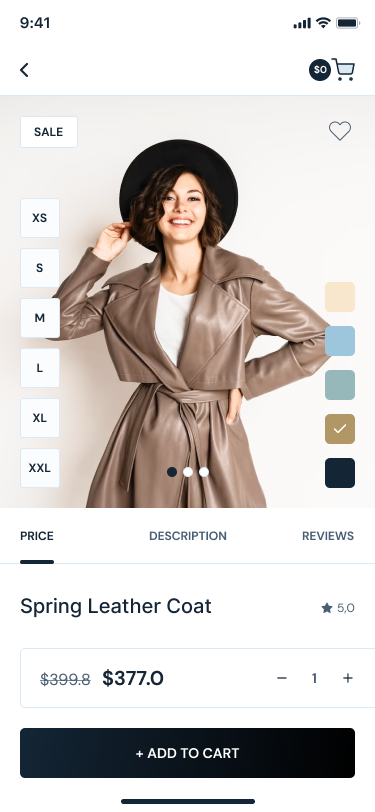 9:41
$0
SALE
XS
S
M
L
XL
XXL
PRICE DESCRIPTION REVIEWS
Spring Leather Coat 5,0
$399.8 $377.0 − 1 +
+ ADD TO CART